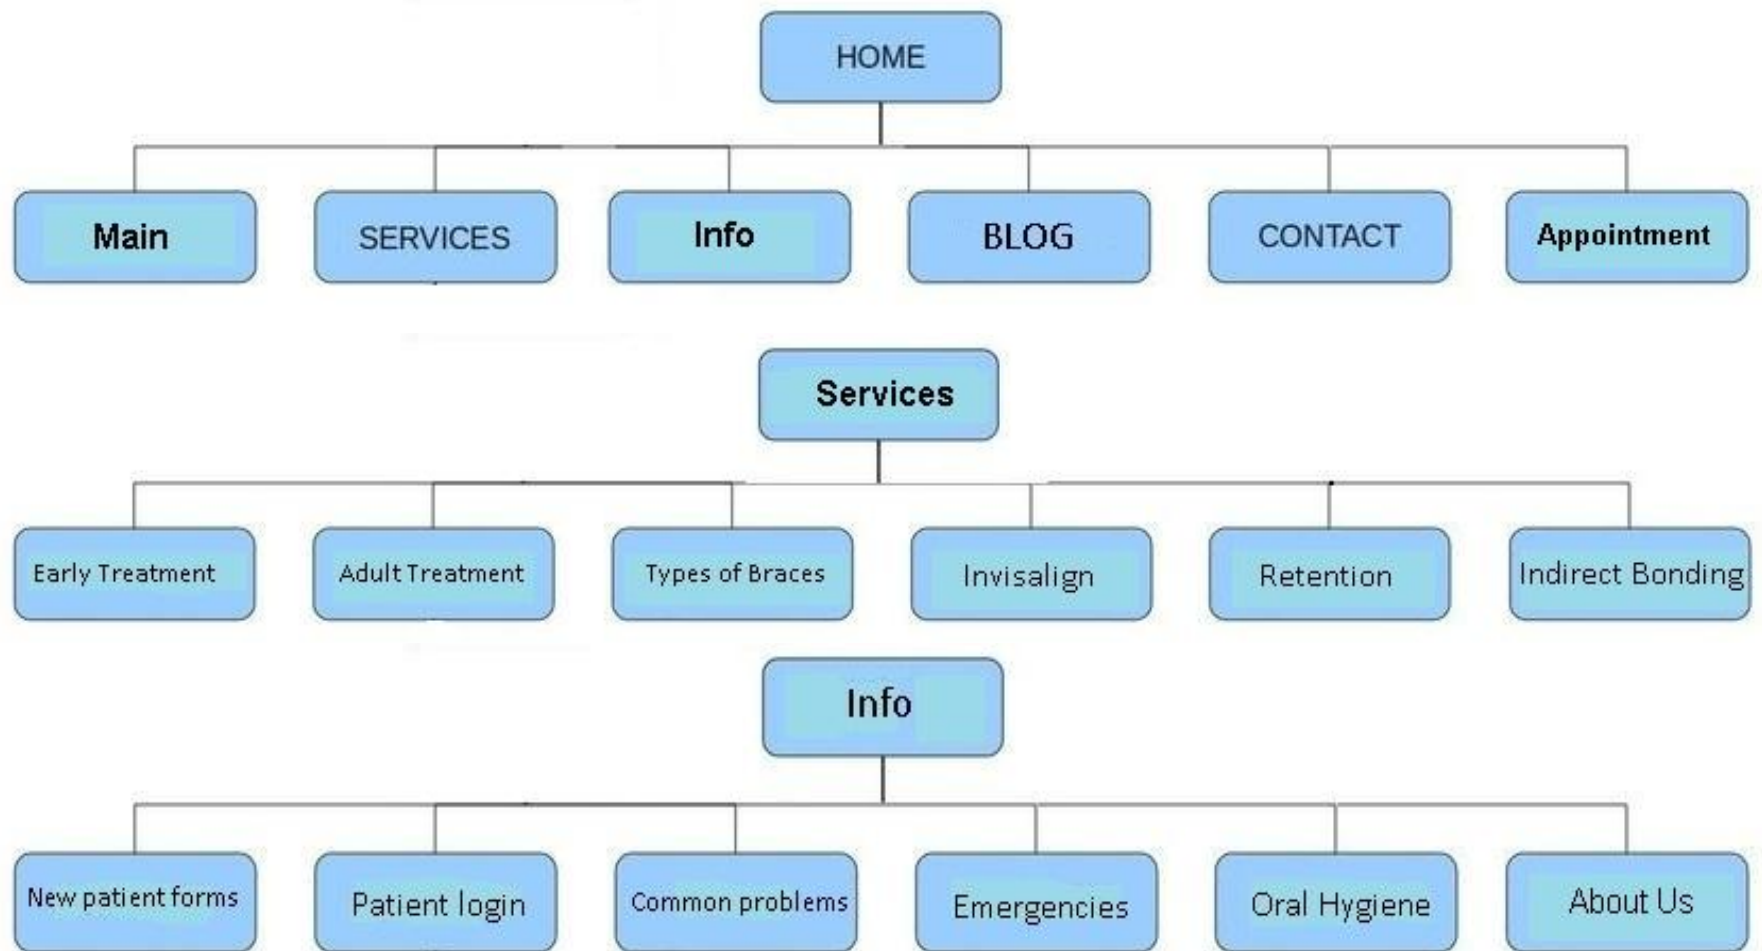 HOME
Main
SERVICES
Info
BLOG
CONTACT
Appointment
Services
Early Treatment
Adult Treatment
Types of Braces
Invisalign
Retention
Indirect Bonding
Info
New patient forms
Patient login
Common problems
Emergencies
Oral Hygiene
About Us